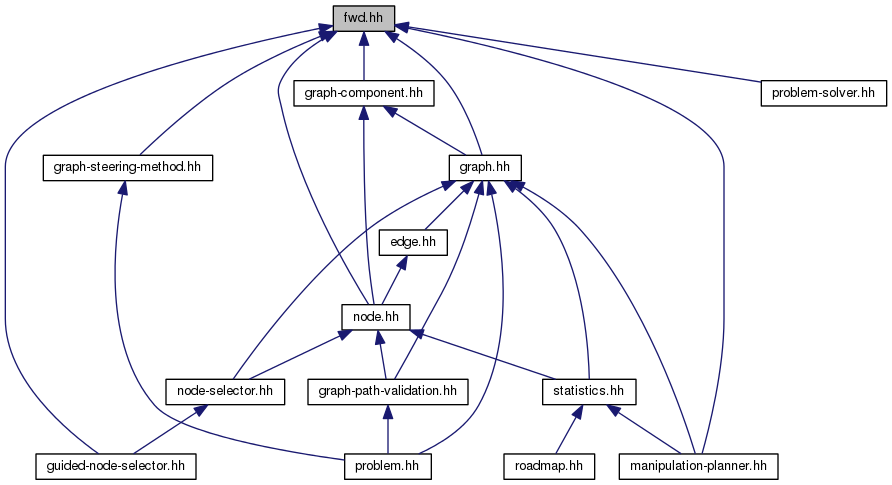 fwd.hh
graph-component.hh
problem-solver.hh
graph-steering-method.hh
graph.hh
edge.hh
node.hh
node-selector.hh
graph-path-validation.hh
statistics.hh
guided-node-selector.hh
problem.hh
roadmap.hh
manipulation-planner.hh